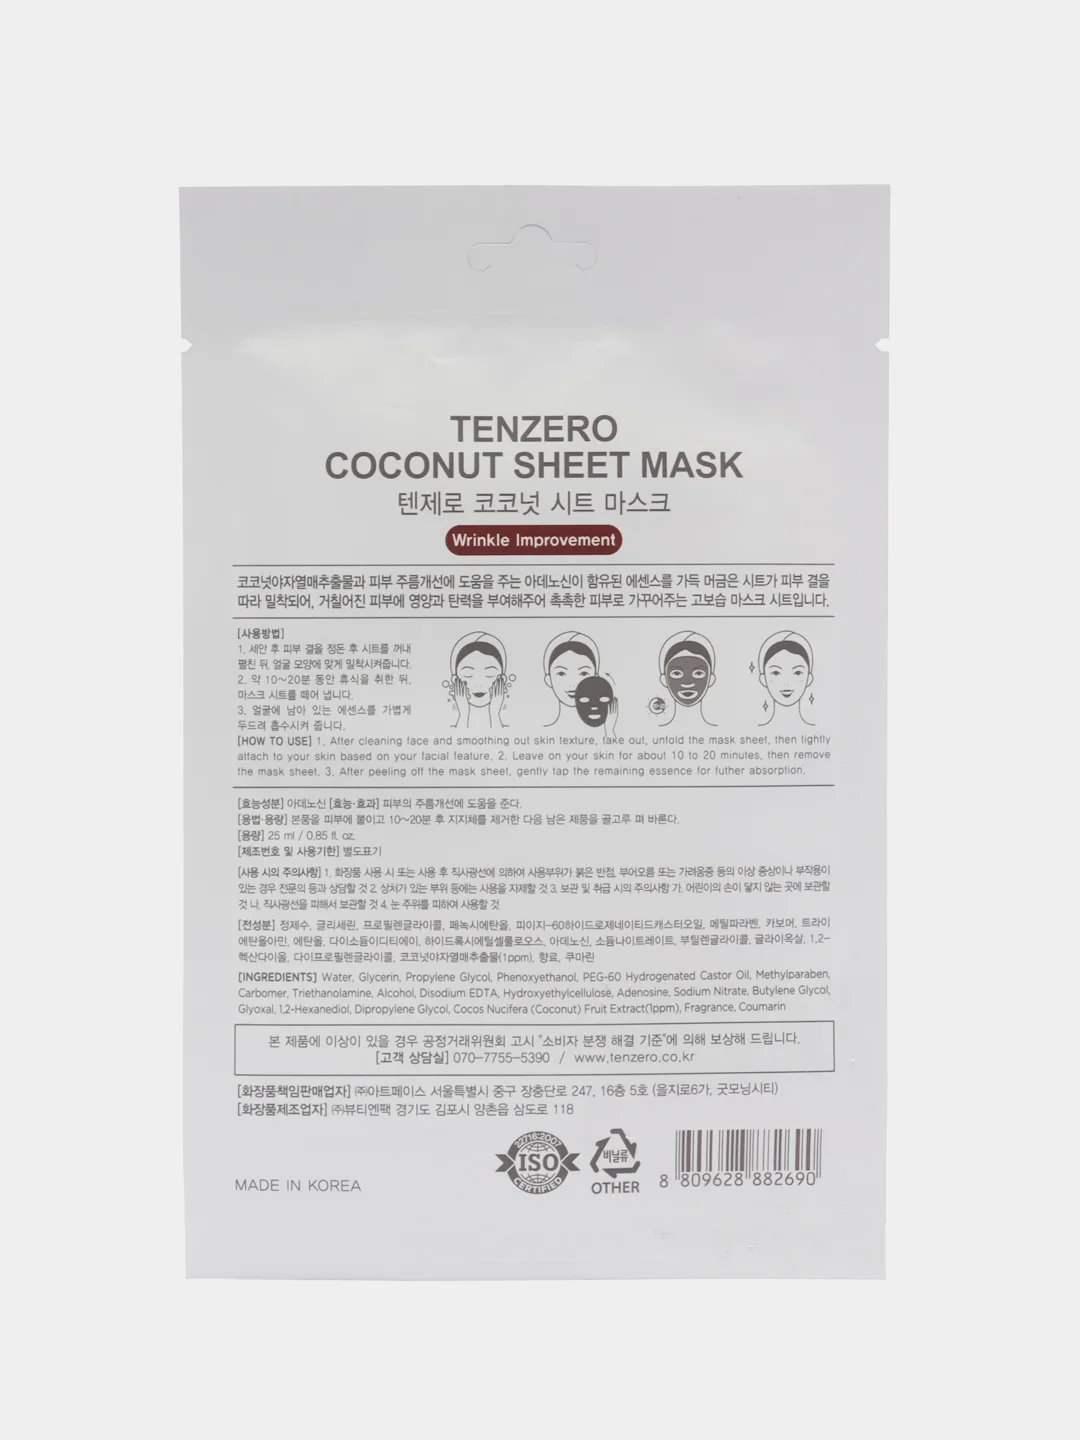 TENZERO
COCONUT SHEET MASK
텐제로 코코넛 시트 마스크
Wrinkle Improvement
코코넛야자열매추출물과 피부 주름개선에 도움을 주는 아데노신이 함유된 에센스를 가득 머금은 시트가 피부 결을
따라 밀착되어, 거칠어진 피부에 영양과 탄력을 부여해주어 촉촉한 피부로 가꾸어주는 고보습 마스크 시트입니다.
[사용방법]
1. 세안 후 피부 결을 정돈 후 시트를 꺼내
펼친 뒤, 얼굴 모양에 맞게 밀착시켜줍니다.
2. 약 10~20분 동안 휴식을 취한 뒤,
마스크 시트를 떼어 냅니다.
3. 얼굴에 남아 있는 에센스를 가볍게
두드려 흡수시켜 줍니다.
[HOW TO USE] 1. After cleaning face and smoothing out skin texture, take out, unfold the mask sheet, then tightly
attach to your skin based on your facial feature. 2. Leave on your skin for about 10 to 20 minutes, then remove
the mask sheet. 3. After peeling off the mask sheet, gently tap the remaining essence for futher absorption.
[효능성분] 아데노신 [효능·효과] 피부의 주름개선에 도움을 준다.
[용법·용량] 본품을 피부에 붙이고 10~20분 후 지지체를 제거한 다음 남은 제품을 골고루 펴 바른다.
[용량] 25 ml / 0.85 fl. oz.
[제조번호 및 사용기한] 별도표기
[사용 시의 주의사항] 1. 화장품 사용 시 또는 사용 후 직사광선에 의하여 사용부위가 붉은 반점, 부어오름 또는 가려움증 등의 이상 증상이나 부작용이
있는 경우 전문의 등과 상담할 것 2. 상처가 있는 부위 등에는 사용을 자제할 것 3. 보관 및 취급 시의 주의사항 가. 어린이의 손이 닿지 않는 곳에 보관할
것 나. 직사광선을 피해서 보관할 것 4. 눈 주위를 피하여 사용할 것
[전성분] 정제수, 글리세린, 프로필렌글라이콜, 페녹시에탄올, 피이지-60하이드로제네이티드캐스터오일, 메틸파라벤, 카보머, 트라이
에탄올아민, 에탄올, 다이소듐이디티에이, 하이드록시에틸셀룰로오스, 아데노신, 소듐나이트레이트, 부틸렌글라이콜, 글라이옥살, 1,2-
헥산다이올, 다이프로필렌글라이콜, 코코넛야자열매추출물(1ppm), 향료, 쿠마린
[INGREDIENTS] Water, Glycerin, Propylene Glycol, Phenoxyethanol, PEG-60 Hydrogenated Castor Oil, Methylparaben,
Carbomer, Triethanolamine, Alcohol, Disodium EDTA, Hydroxyethylcellulose, Adenosine, Sodium Nitrate, Butylene Glycol,
Glyoxal, 1,2-Hexanediol, Dipropylene Glycol, Cocos Nucifera (Coconut) Fruit Extract(1ppm), Fragrance, Coumarin
본 제품에 이상이 있을 경우 공정거래위원회 고시 "소비자 분쟁 해결 기준"에 의해 보상해 드립니다.
[고객 상담실] 070-7755-5390 / www.tenzero.co.kr
[화장품책임판매업자] ㈜아트페이스 서울특별시 중구 장충단로 247, 16층 5호 (을지로6가, 굿모닝시티)
[화장품제조업자] ㈜뷰티엔팩 경기도 김포시 양촌읍 삼도로 118
22716-2007
ISO
CERTIFIED
비닐류
OTHER
8 809628 882690
MADE IN KOREA